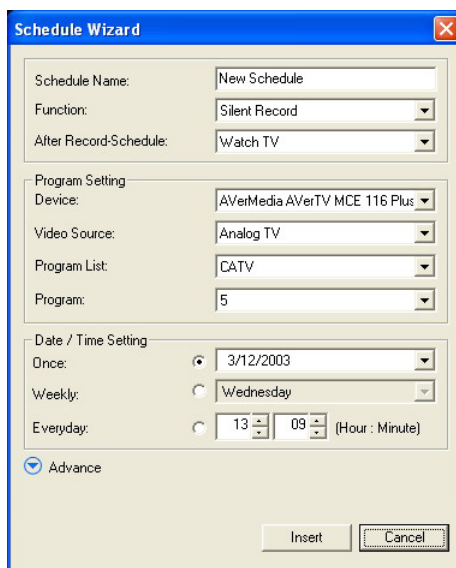 Schedule Wizard
Schedule Name: New Schedule
Function: Silent Record
After Record-Schedule: Watch TV
Program Setting
Device: AVerMedia AVerTV MCE 116 Plus
Video Source: Analog TV
Program List: CATV
Program: 5
Date / Time Setting
Once: 3/12/2003
Weekly: Wednesday
Everyday: 13 09 (Hour : Minute)
Advance
Insert Cancel